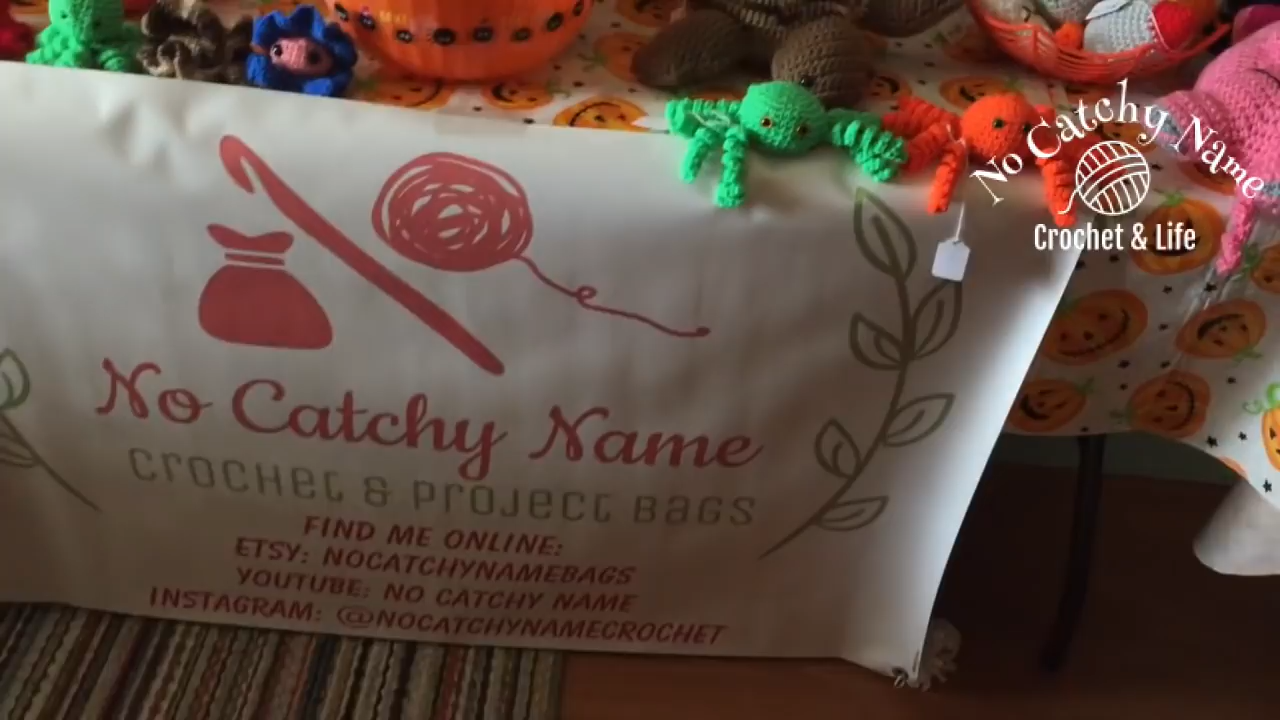 No Catchy Name
Crochet & Life
No Catchy Name
CROCHET & PROJECT BAGS
FIND ME ONLINE:
ETSY: NOCATCHYNAMEBAGS
YOUTUBE: NO CATCHY NAME
INSTAGRAM: @NOCATCHYNAMECROCHET